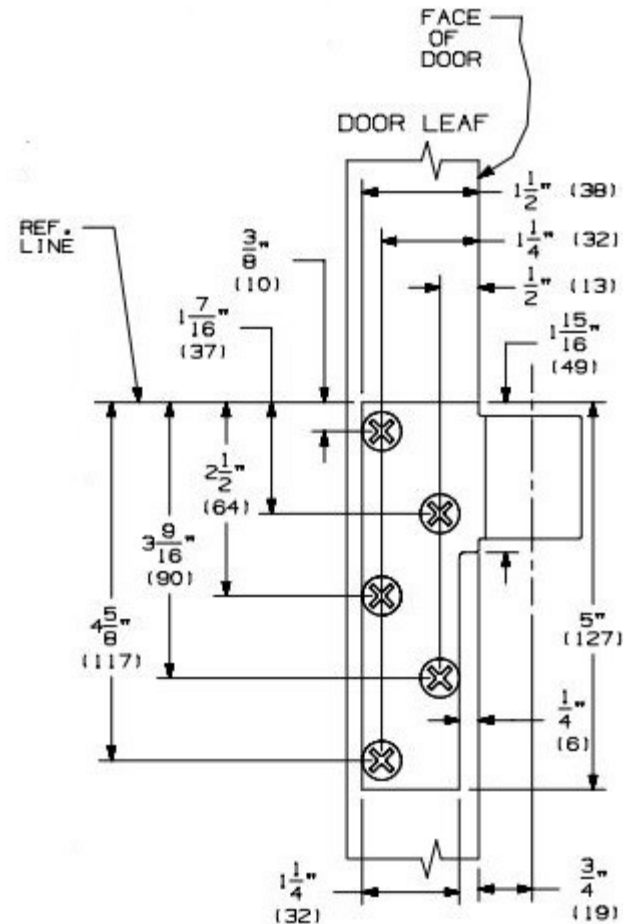 FACE
OF
DOOR
DOOR LEAF
1 1/2" (38)
REF.
LINE
3/8"
(10)
1 1/4" (32)
1/2" (13)
1 7/16"
(37)
1 15/16"
(49)
2 1/2"
(64)
3 9/16"
(90)
4 5/8"
(117)
5"
(127)
1/4"
(6)
1 1/4"
(32)
3/4"
(19)